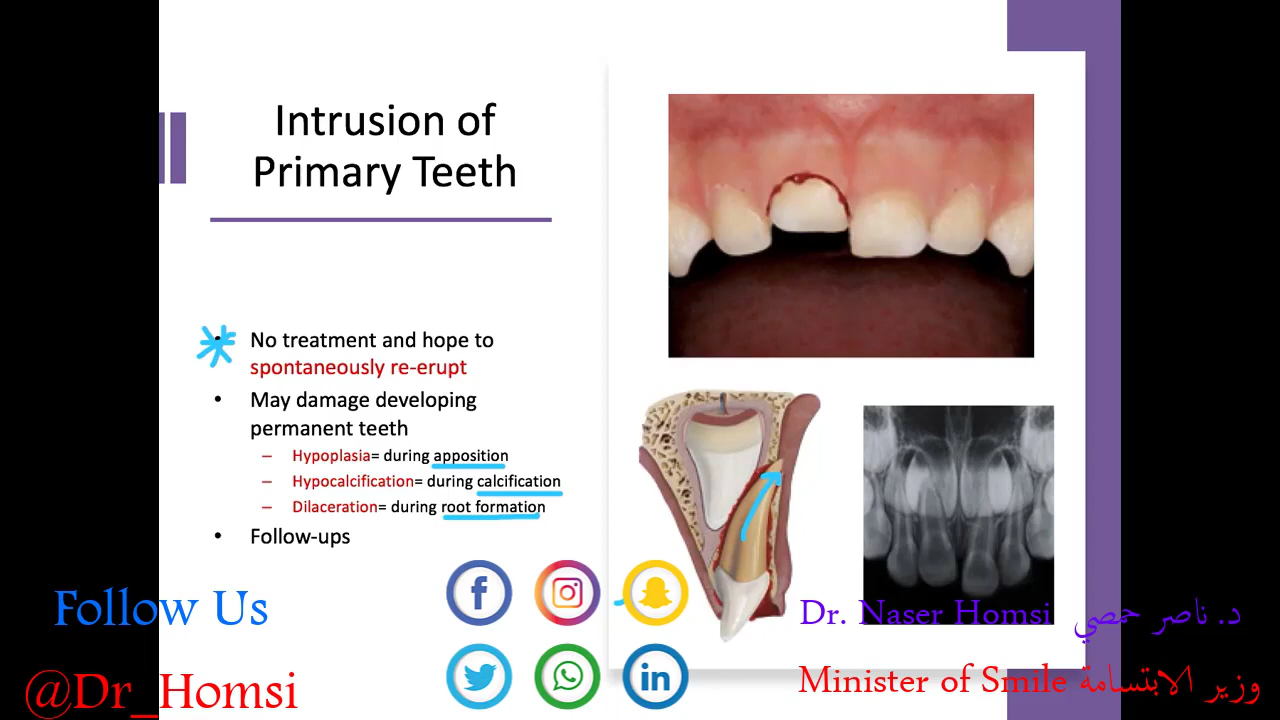 Intrusion of
Primary Teeth
No treatment and hope to
spontaneously re-erupt
• May damage developing
permanent teeth
– Hypoplasia= during apposition
– Hypocalcification= during calcification
– Dilaceration= during root formation
• Follow-ups
Follow Us
@Dr_Homsi
Dr. Naser Homsi د. ناصر حمصي
Minister of Smile وزير الابتسامة